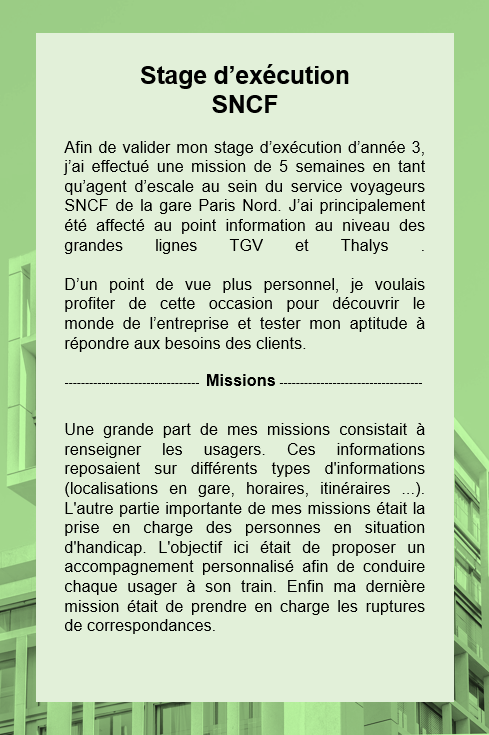 Stage d’exécution
SNCF
Afin de valider mon stage d’exécution d’année 3,
j’ai effectué une mission de 5 semaines en tant
qu’agent d’escale au sein du service voyageurs
SNCF de la gare Paris Nord. J’ai principalement
été affecté au point information au niveau des
grandes lignes TGV et Thalys .
D’un point de vue plus personnel, je voulais
profiter de cette occasion pour découvrir le
monde de l’entreprise et tester mon aptitude à
répondre aux besoins des clients.
--------------------------------- Missions -----------------------------------
Une grande part de mes missions consistait à
renseigner les usagers. Ces informations
reposaient sur différents types d'informations
(localisations en gare, horaires, itinéraires ...).
L'autre partie importante de mes missions était la
prise en charge des personnes en situation
d'handicap. L'objectif ici était de proposer un
accompagnement personnalisé afin de conduire
chaque usager à son train. Enfin ma dernière
mission était de prendre en charge les ruptures
de correspondances.